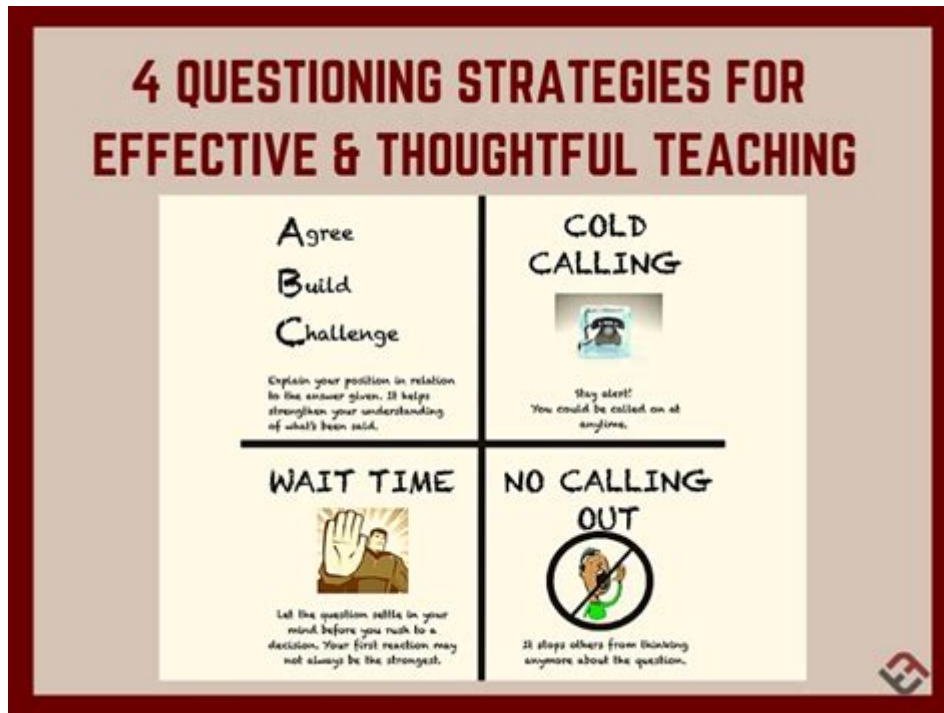 4 QUESTIONING STRATEGIES FOR
EFFECTIVE & THOUGHTFUL TEACHING
Agree
Build
Challenge
Explain your position in relation
to the answer given. It helps
strengthen your understanding
of what's been said.
COLD
CALLING
Stay alert!
You could be called on at
anytime.
WAIT TIME
Let the question settle in your
mind before you rush to a
decision. Your first reaction may
not always be the strongest.
NO CALLING
OUT
It stops others from thinking
anymore about the question.